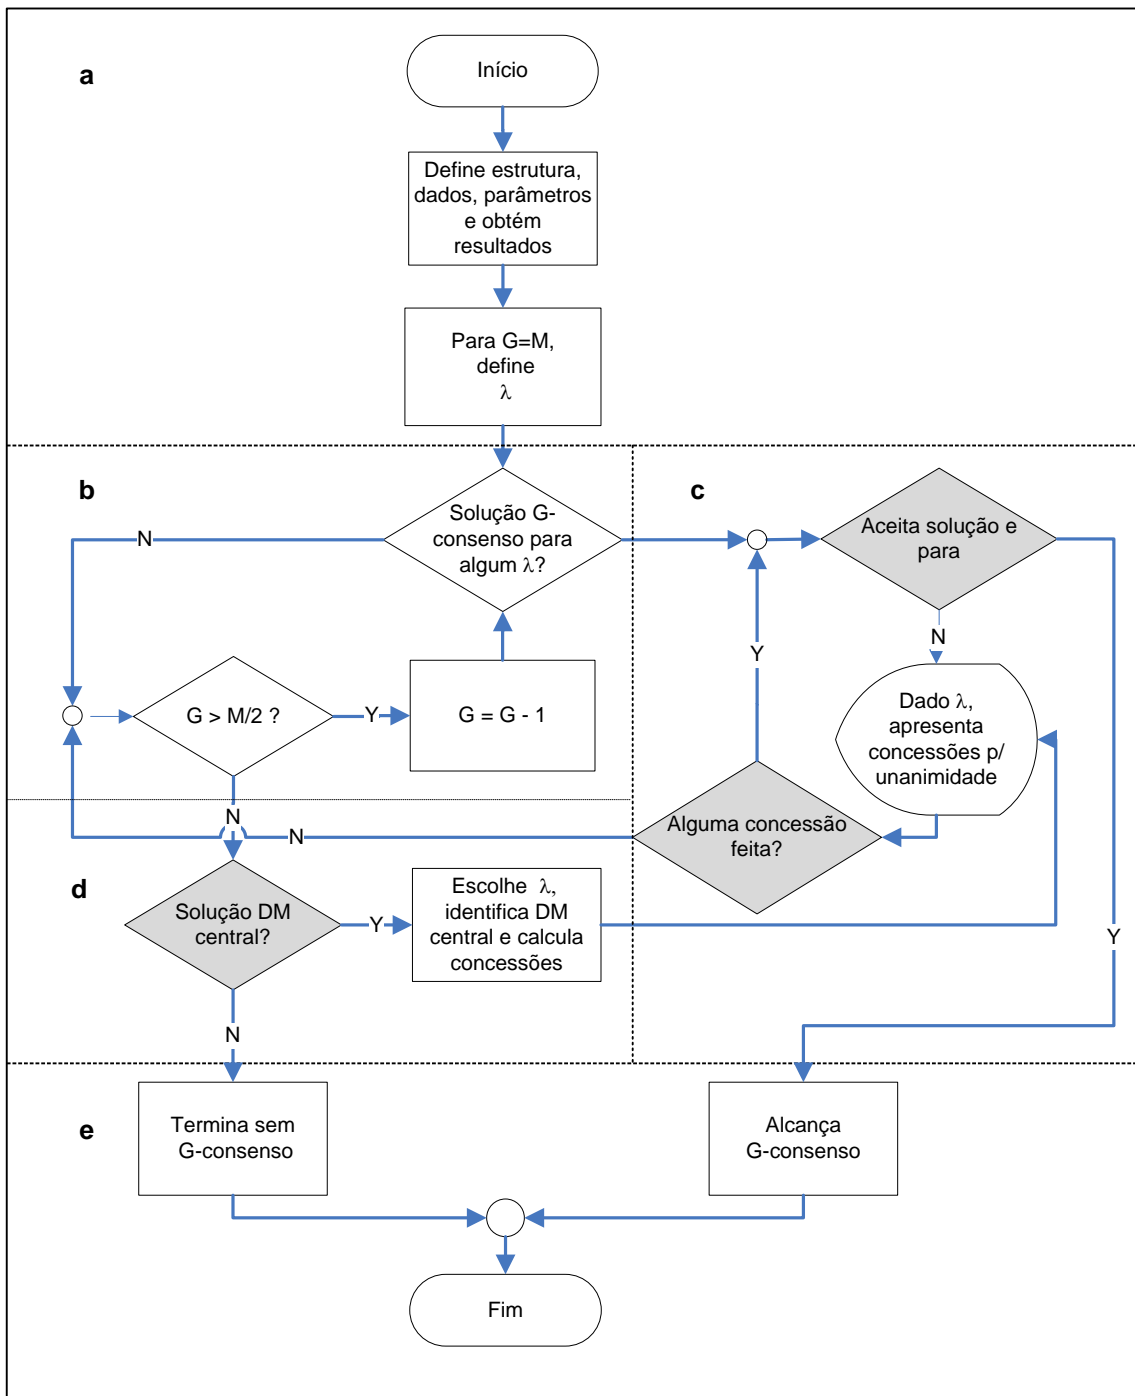 a
Início
Define estrutura,
dados, parâmetros
e obtém
resultados
Para G=M,
define
λ
b
Solução G-
consenso para
algum λ?
N
G > M/2 ?
Y
G = G - 1
N
c
Aceita solução e
para
N
Y
Dado λ,
apresenta
concessões p/
unanimidade
Alguma concessão
feita?
N
Y
d
Solução DM
central?
Y
Escolhe λ,
identifica DM
central e calcula
concessões
N
e
Termina sem
G-consenso
Alcança
G-consenso
Fim